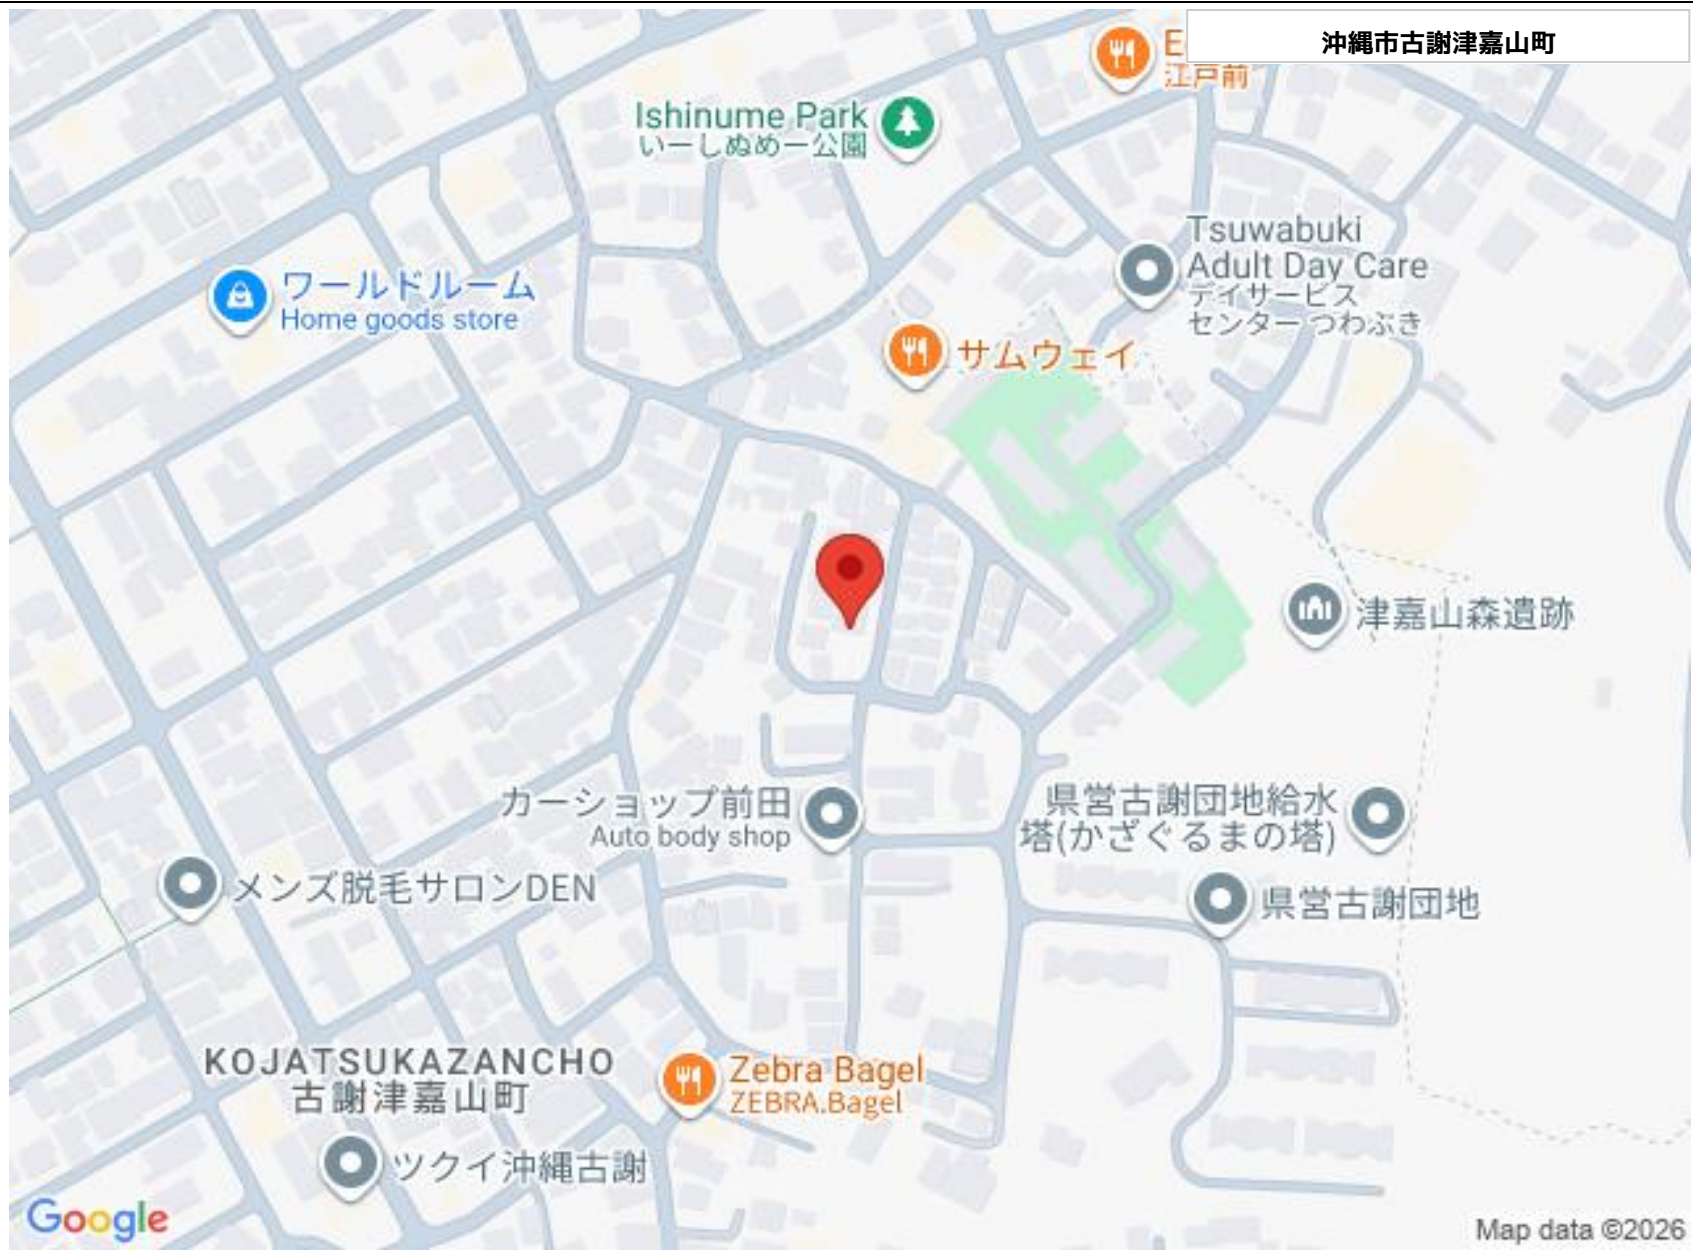 沖縄市古謝津嘉山町
E
江戸前
Ishinume Park
いーしぬめー公園
Tsuwabuki
Adult Day Care
デイサービス
センター つわぶき
ワールドルーム
Home goods store
サムウェイ
津嘉山森遺跡
カーショップ前田
Auto body shop
県営古謝団地給水
塔(かざぐるまの塔)
メンズ脱毛サロンDEN
県営古謝団地
KOJATSUKAZANCHO
古謝津嘉山町
Zebra Bagel
ZEBRA.Bagel
ツクイ沖縄古謝
Google
Map data ©2026